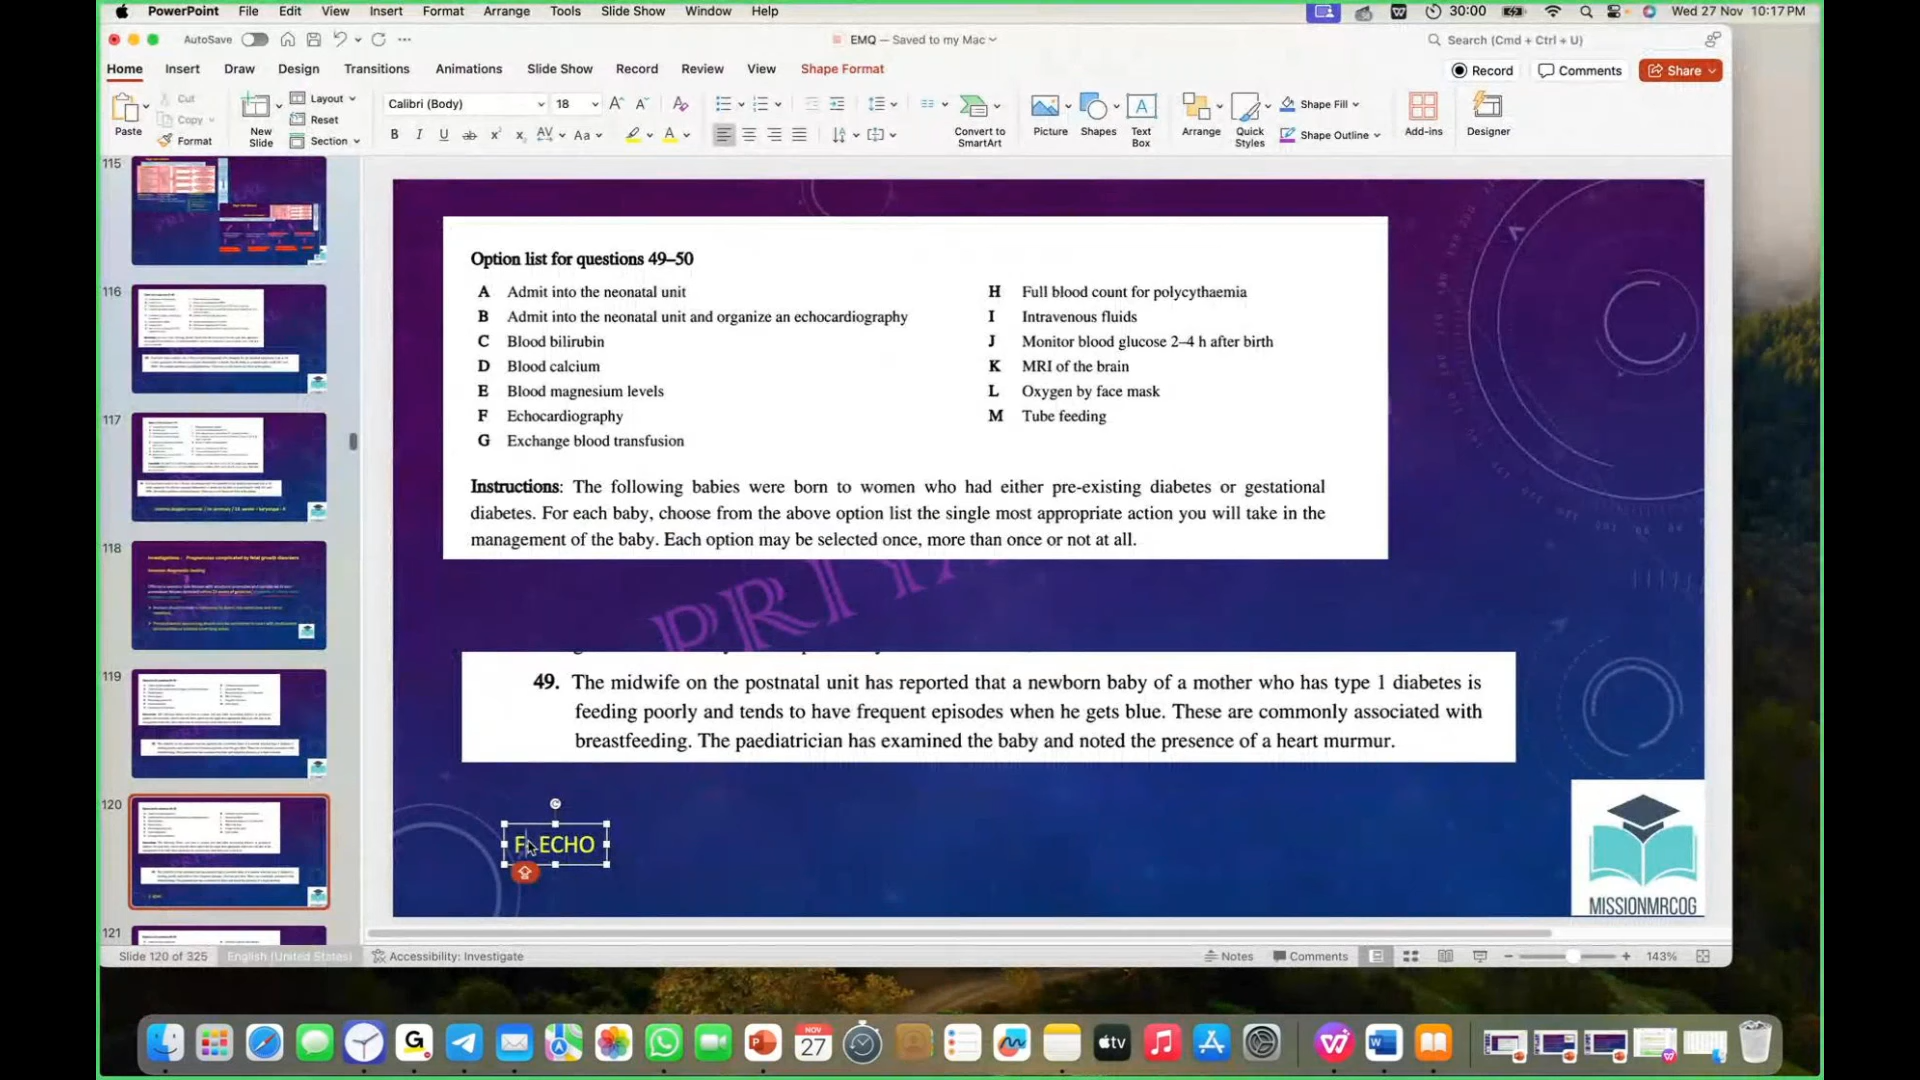 PowerPoint File Edit View Insert Format Arrange Tools Slide Show Window Help 30:00 Wed 27 Nov 10:17 PM
AutoSave EMQ — Saved to my Mac Search (Cmd + Ctrl + U)
Home Insert Draw Design Transitions Animations Slide Show Record Review View Shape Format Record Comments Share
Paste Cut Copy Format New Slide Layout Reset Section Calibri (Body) 18 Convert to SmartArt Picture Shapes Text Box Arrange Quick Styles Shape Fill Shape Outline Add-ins Designer
115
116
117
118
119
120
121
Option list for questions 49–50
A Admit into the neonatal unit
B Admit into the neonatal unit and organize an echocardiography
C Blood bilirubin
D Blood calcium
E Blood magnesium levels
F Echocardiography
G Exchange blood transfusion
H Full blood count for polycythaemia
I Intravenous fluids
J Monitor blood glucose 2–4 h after birth
K MRI of the brain
L Oxygen by face mask
M Tube feeding
Instructions: The following babies were born to women who had either pre-existing diabetes or gestational
diabetes. For each baby, choose from the above option list the single most appropriate action you will take in the
management of the baby. Each option may be selected once, more than once or not at all.
PRIYA
49. The midwife on the postnatal unit has reported that a newborn baby of a mother who has type 1 diabetes is
feeding poorly and tends to have frequent episodes when he gets blue. These are commonly associated with
breastfeeding. The paediatrician has examined the baby and noted the presence of a heart murmur.
F ECHO
MISSIONMRCOG
Slide 120 of 325 English (United States) Accessibility: Investigate Notes Comments 143%
NOV
27
tv